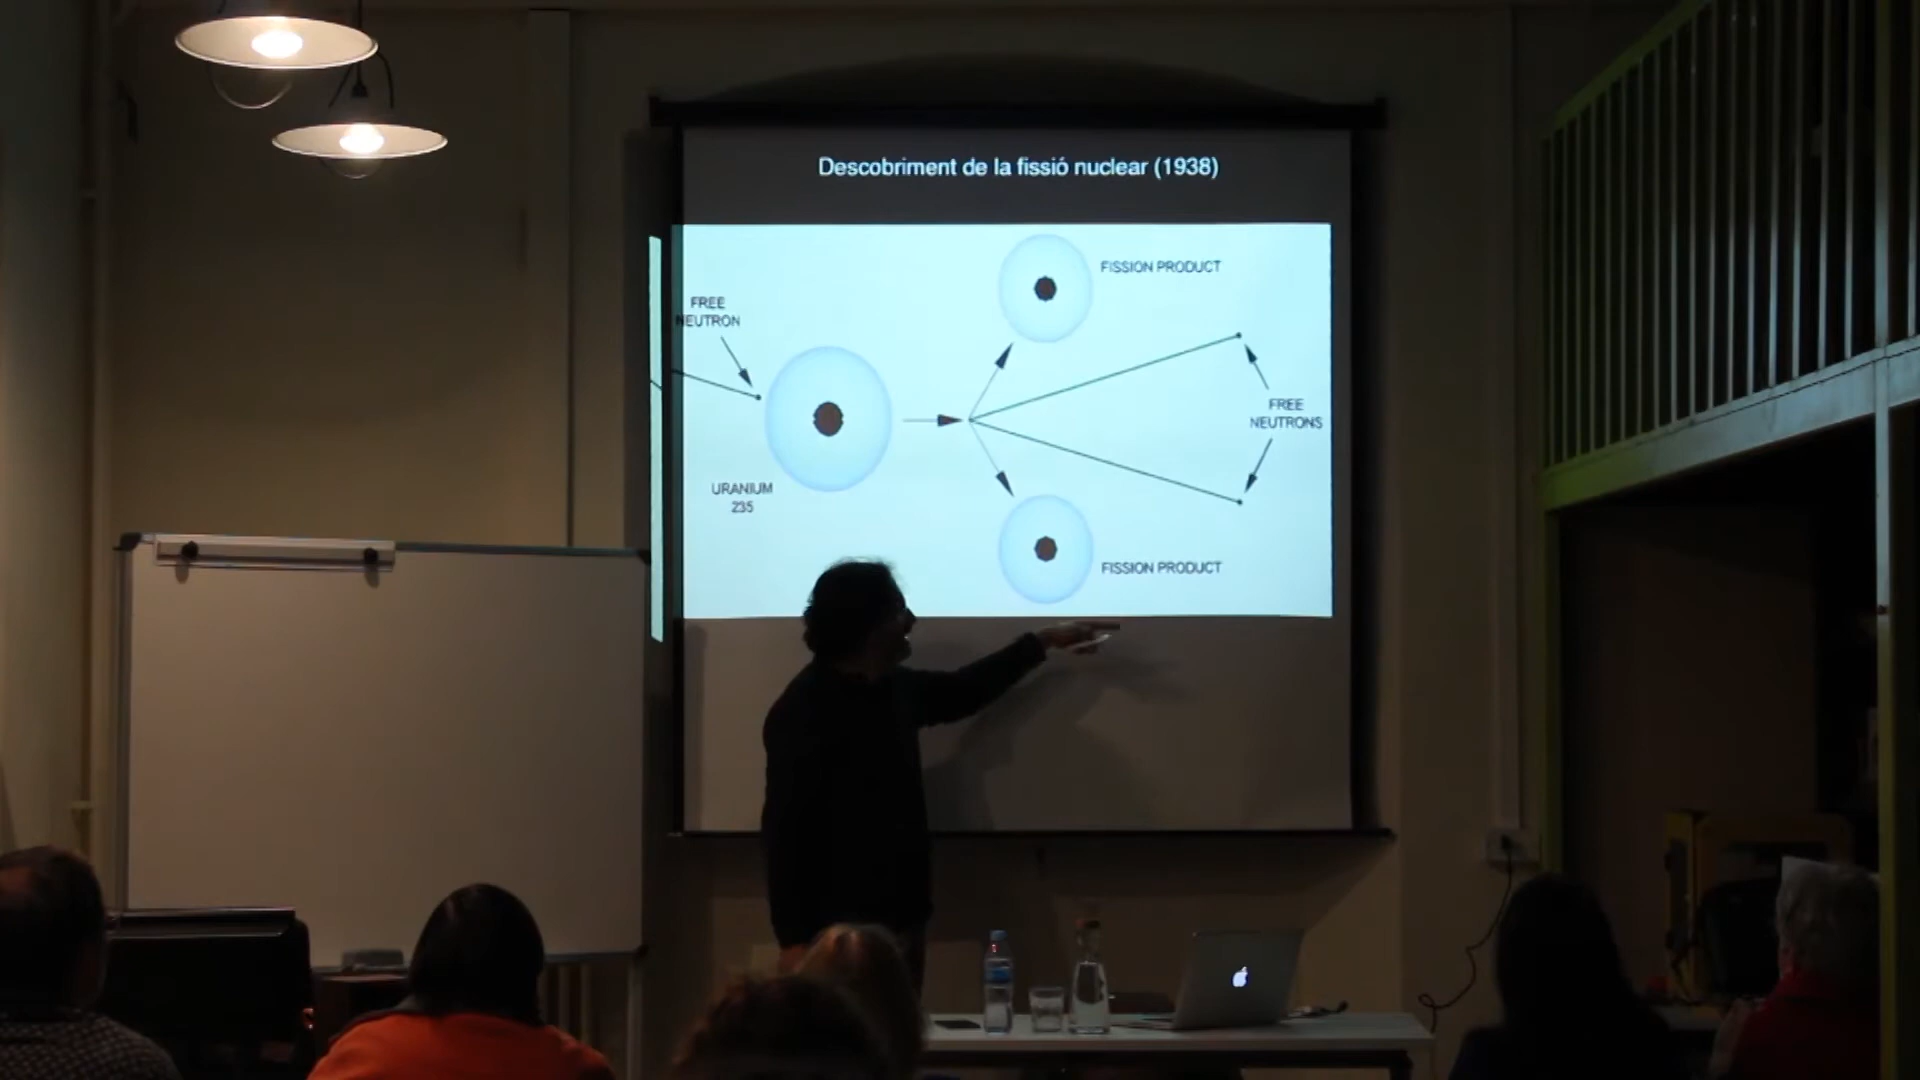 Descobriment de la fissió nuclear (1938)
FISSION PRODUCT
FREE
NEUTRON
FREE
NEUTRONS
URANIUM
235
FISSION PRODUCT